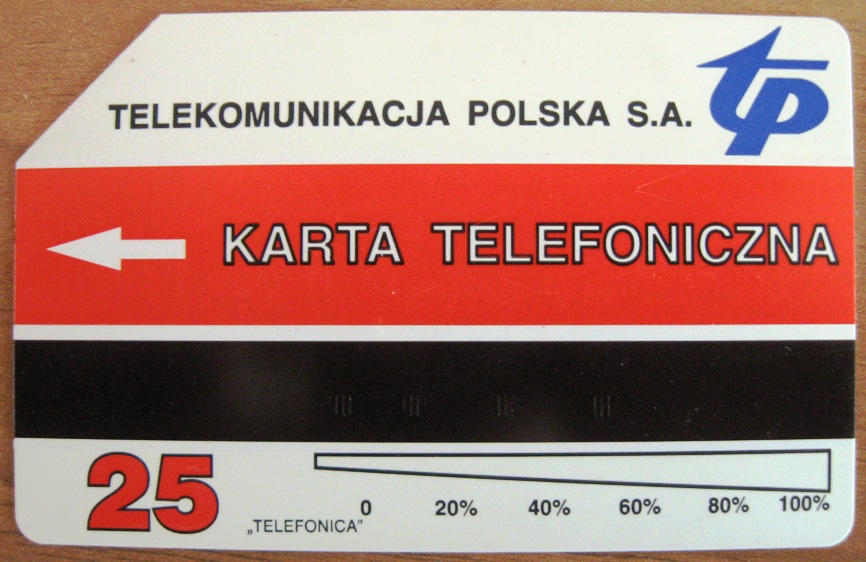 TELEKOMUNIKACJA POLSKA S.A.
tp
KARTA TELEFONICZNA
25
„TELEFONICA”
0 20% 40% 60% 80% 100%